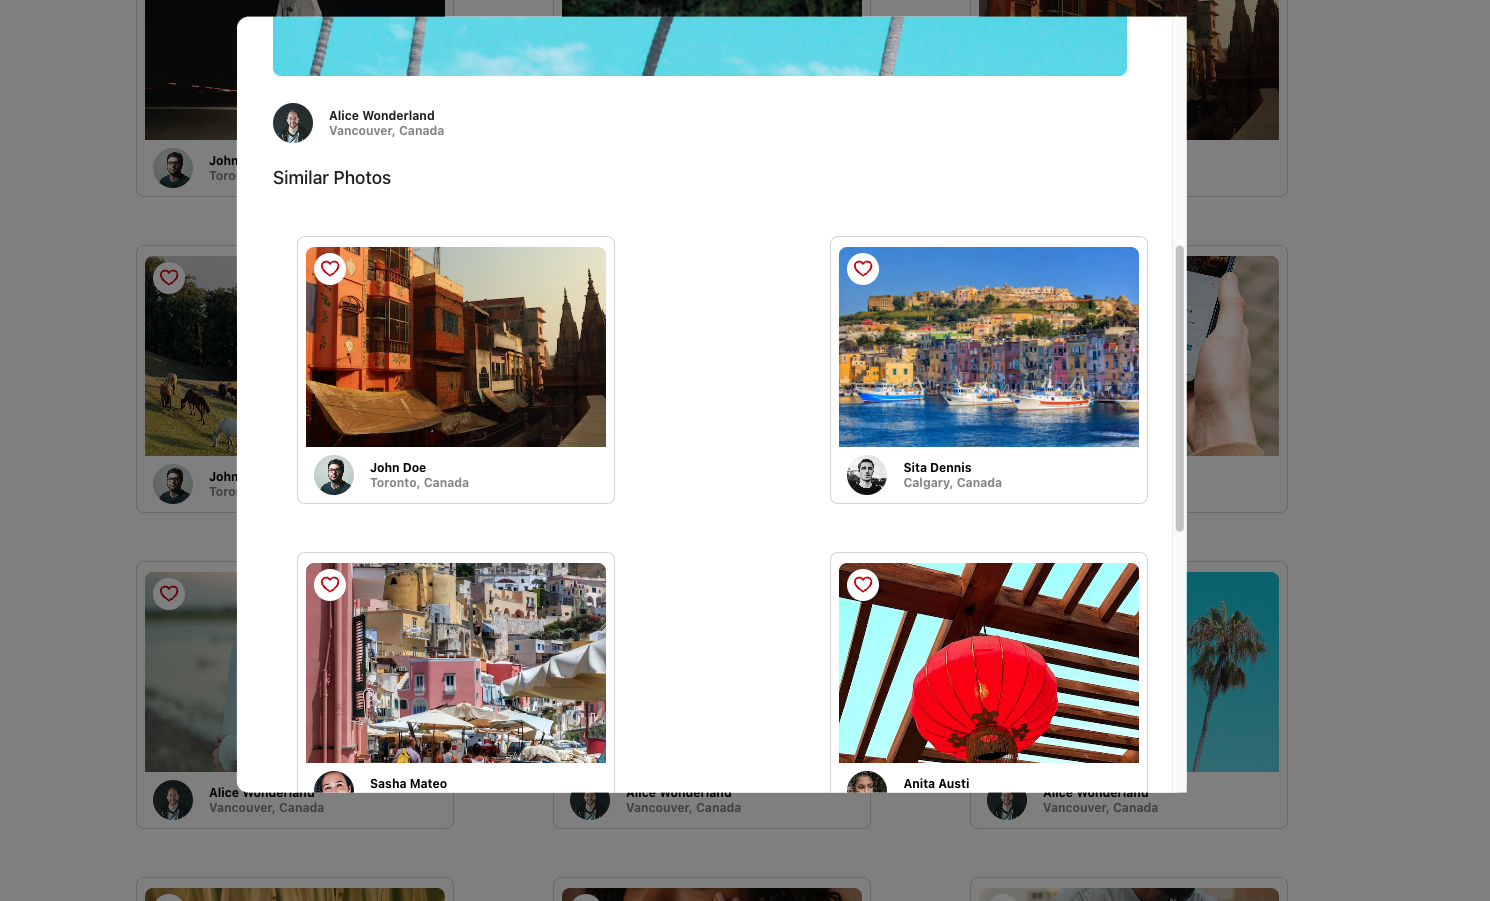 Alice Wonderland
Vancouver, Canada
Similar Photos
John Doe
Toronto, Canada
Sita Dennis
Calgary, Canada
Sasha Mateo
Anita Austi
John
Toro
John
Toro
Alice Wonderland
Vancouver, Canada
Alice Wonderland
Vancouver, Canada
Alice Wonderland
Vancouver, Canada